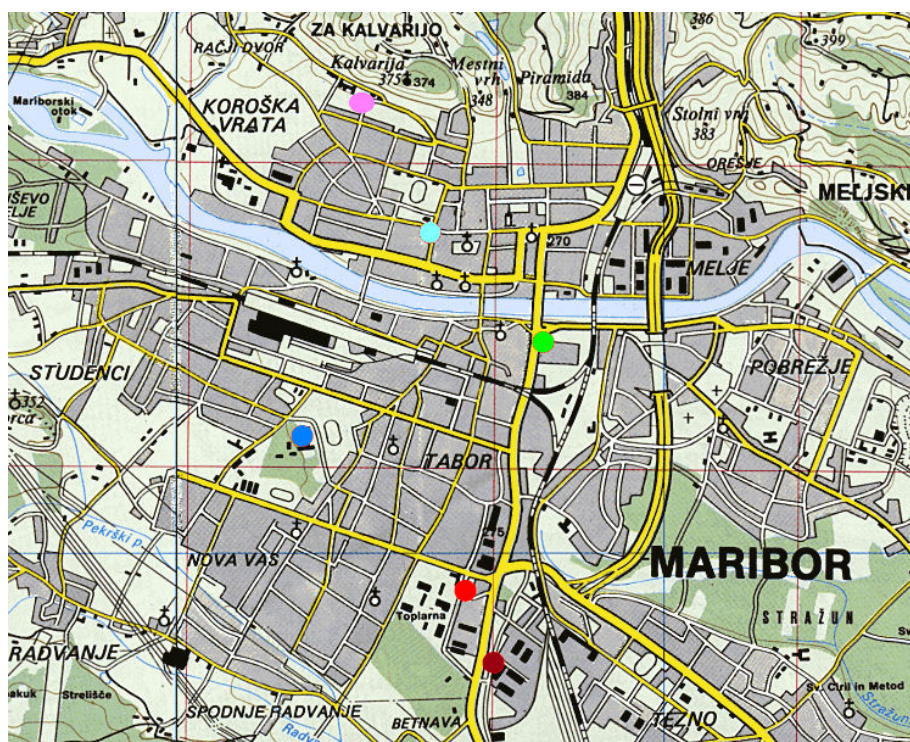 ZA KALVARIJO
386
399
RAČJI DVOR
Kalvarija
375
374
Mestni
vrh
348
Piramida
384
Mariborski
otok
KOROŠKA
VRATA
Stolni vrh
383
OREŠJE
MELJSKI
270
MELJE
STUDENCI
POBREŽJE
352
TABOR
Pekrški p.
NOVA VAS
MARIBOR
Toplarna
STRAŽUN
RADVANJE
Strelišče
SPODNJE RADVANJE
BETNAVA
TEZNO
Sv. Ciril in Metod
Stražun